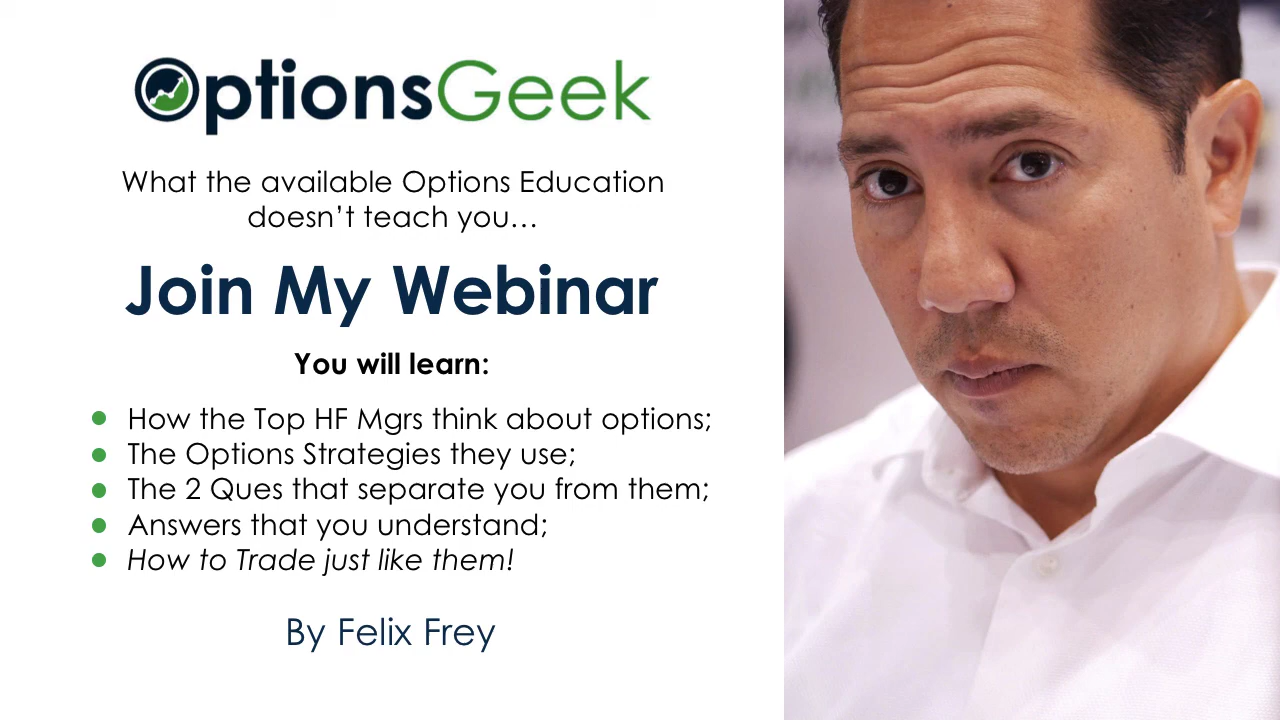 OptionsGeek
What the available Options Education
doesn’t teach you…
Join My Webinar
You will learn:
How the Top HF Mgrs think about options;
The Options Strategies they use;
The 2 Ques that separate you from them;
Answers that you understand;
How to Trade just like them!
By Felix Frey